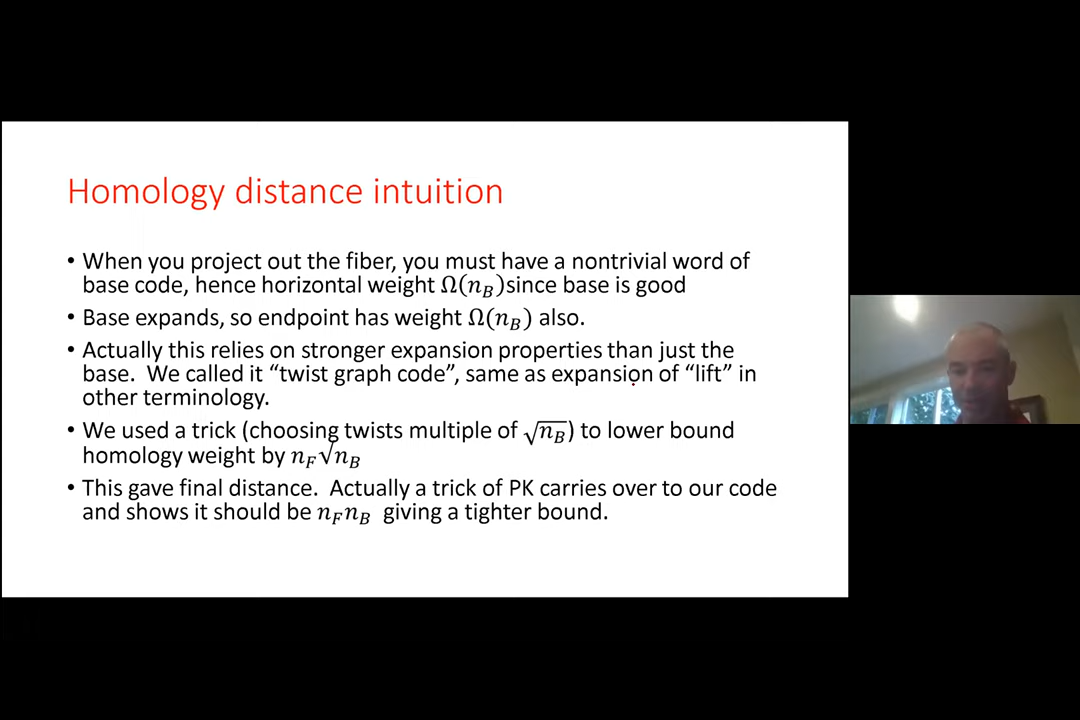 Homology distance intuition
• When you project out the fiber, you must have a nontrivial word of
base code, hence horizontal weight Ω(n_B)since base is good
• Base expands, so endpoint has weight Ω(n_B) also.
• Actually this relies on stronger expansion properties than just the
base. We called it “twist graph code”, same as expansion of “lift” in
other terminology.
• We used a trick (choosing twists multiple of √n_B) to lower bound
homology weight by n_F√n_B
• This gave final distance. Actually a trick of PK carries over to our code
and shows it should be n_Fn_B giving a tighter bound.